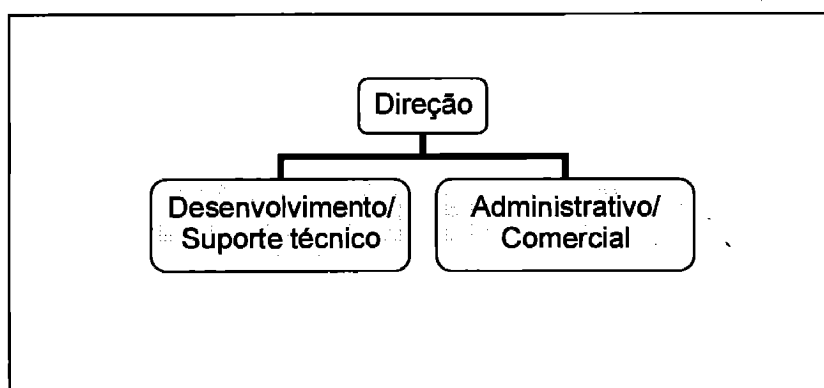 Direção
Desenvolvimento/
Suporte técnico
Administrativo/
Comercial